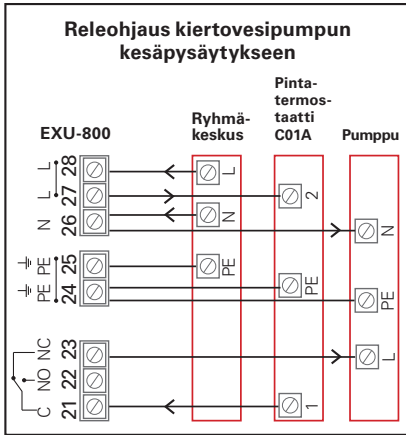 Releohjaus kiertovesipumpun
kesäpysäytykseen
EXU-800
Ryhmä-
keskus
Pinta-
termos-
taatti
C01A
Pumppu
L 28 L
L 27 2
N 26 N
N
PE 25 PE
PE 24 PE
PE
NC 23 L
NO 22
C 21 1